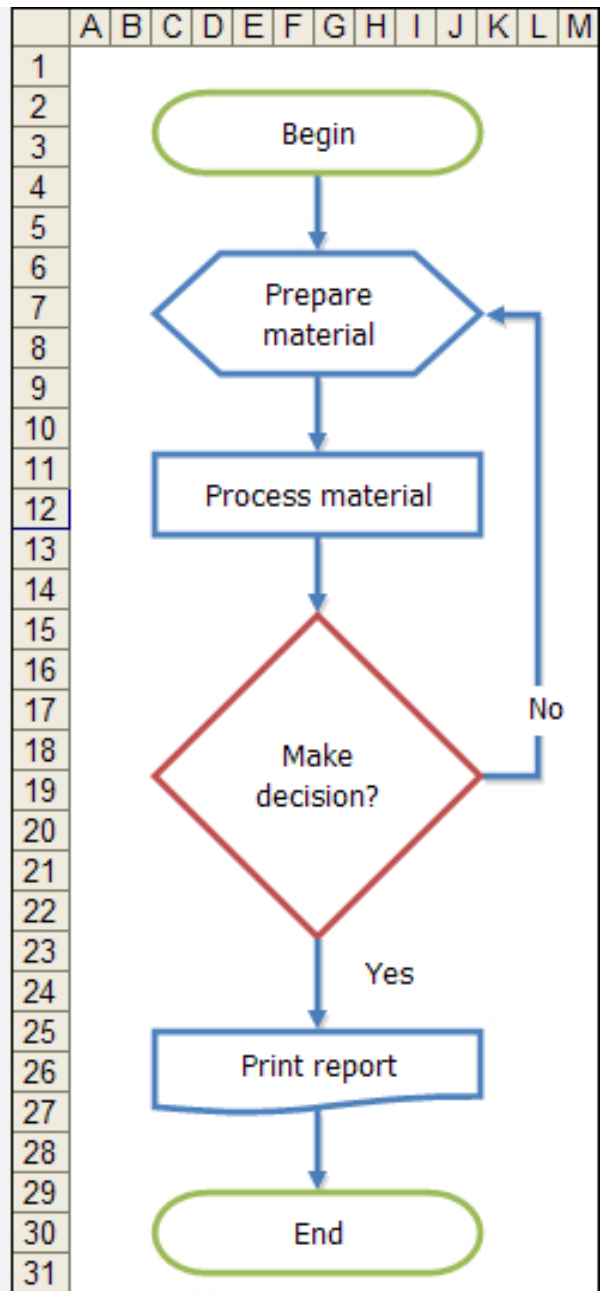 A B C D E F G H I J K L M
1
2
3
Begin
4
5
6
7
8
Prepare
material
9
10
11
12
Process material
13
14
15
16
17
No
18
19
Make
decision?
20
21
22
23
24
Yes
25
26
Print report
27
28
29
30
End
31